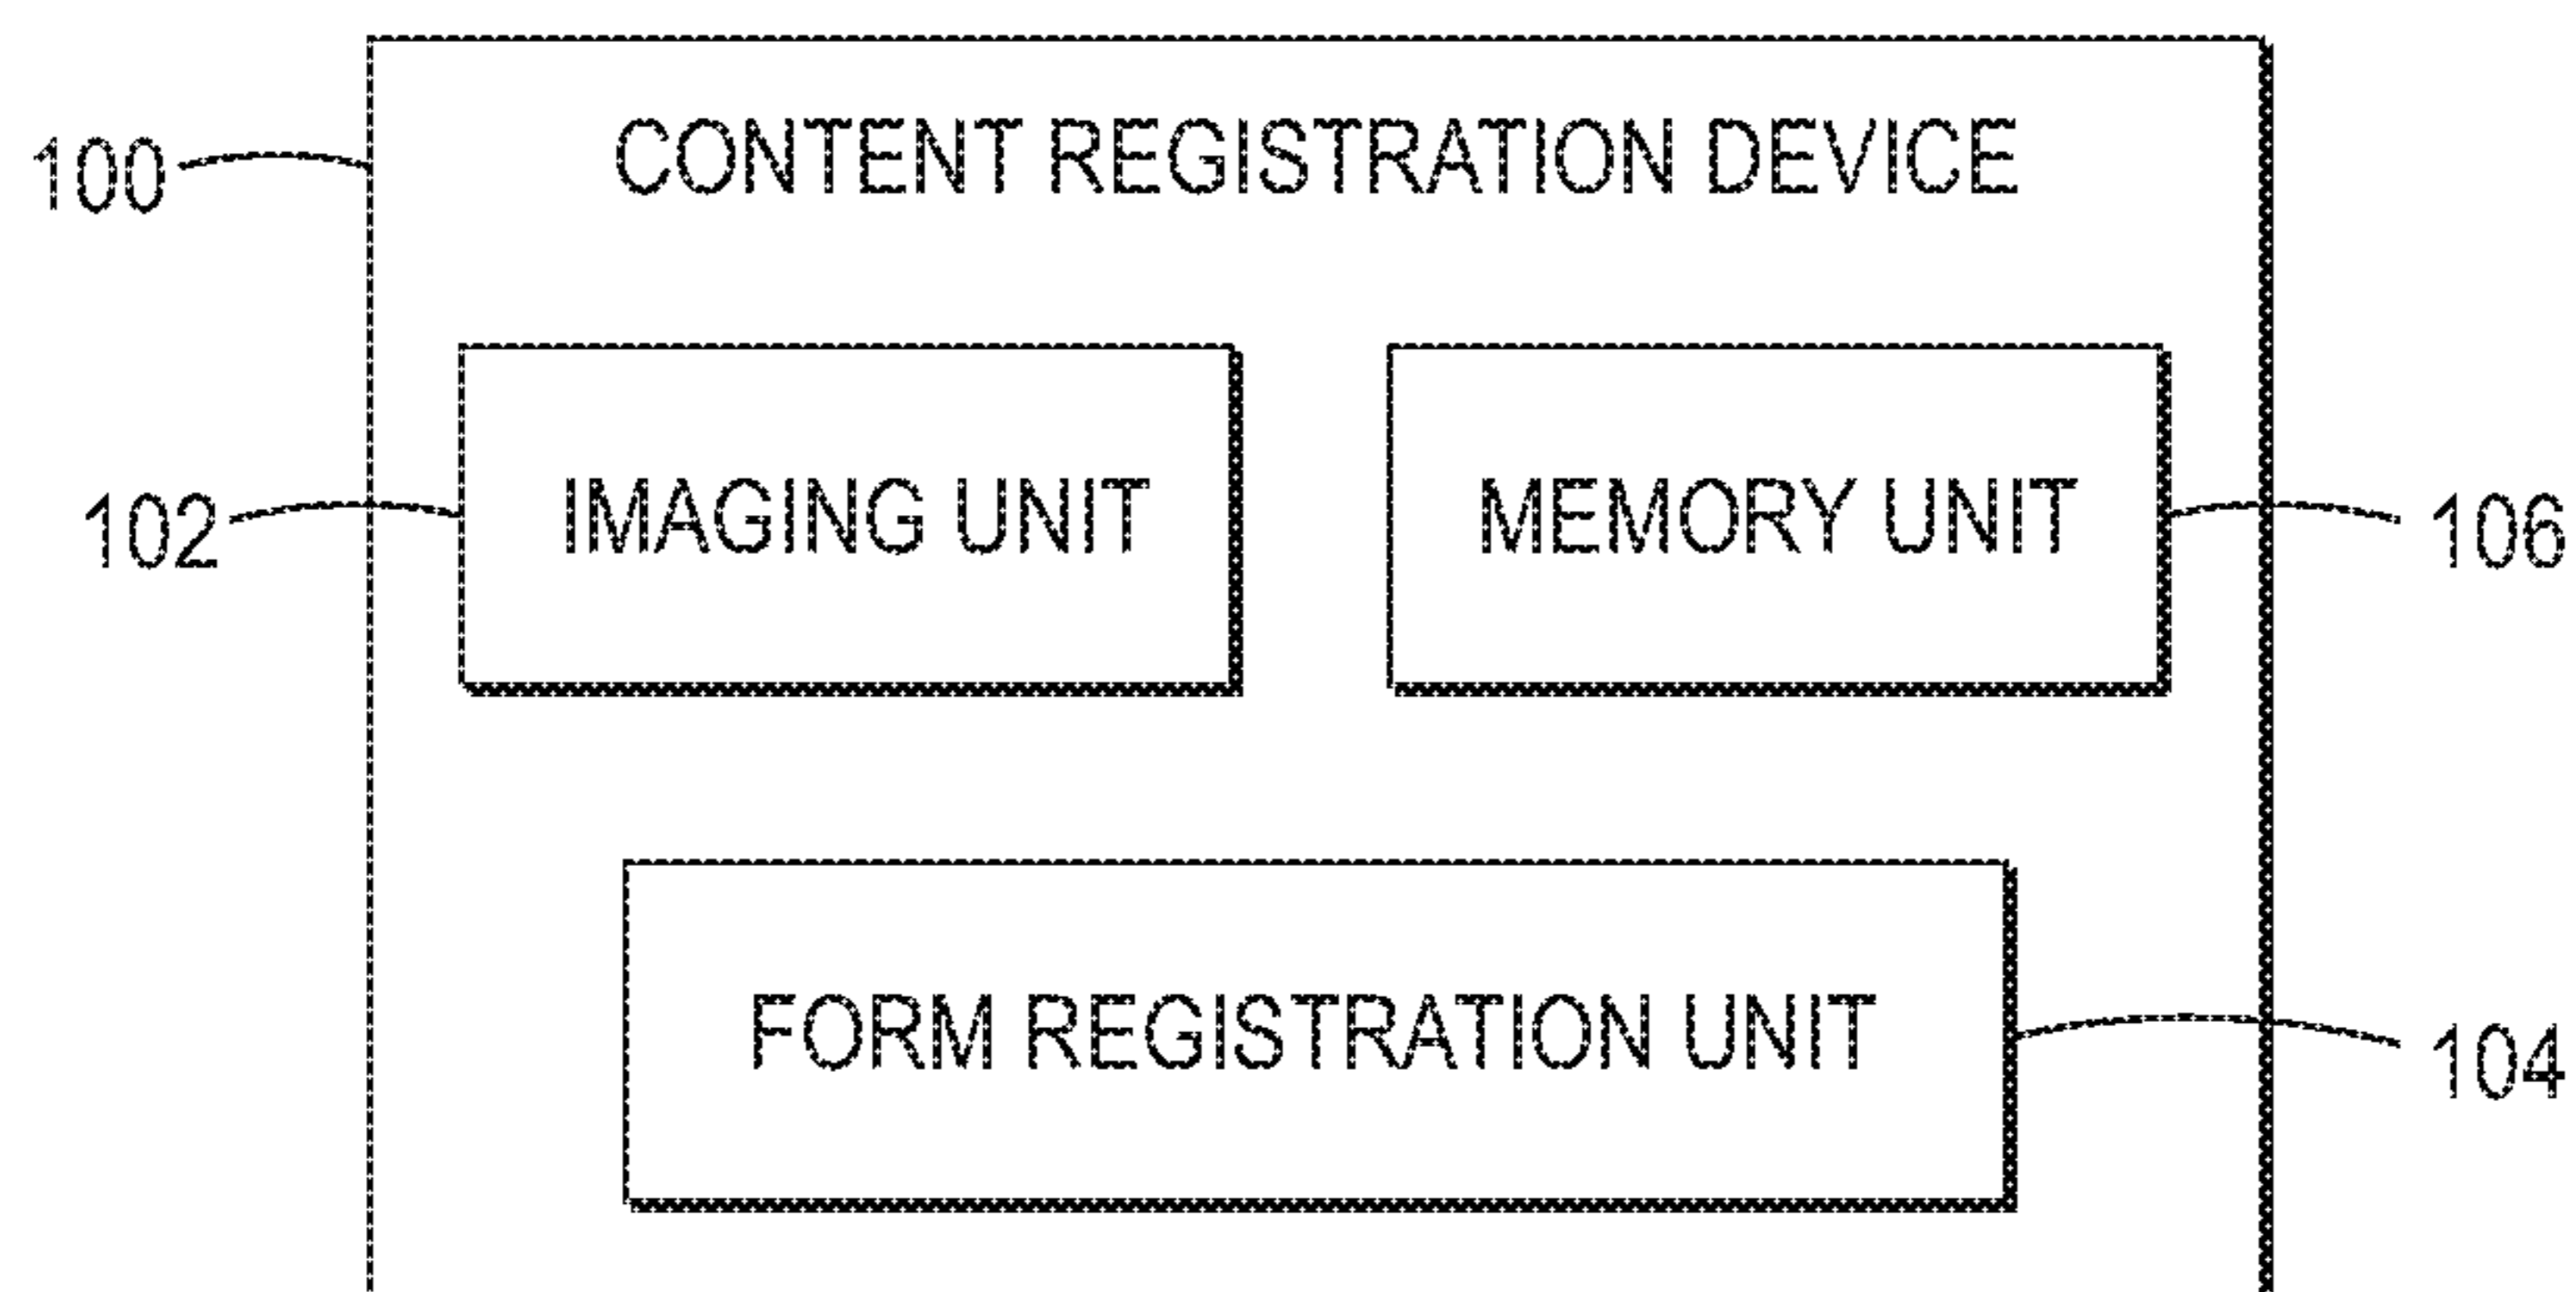 CONTENT REGISTRATION DEVICE
100
IMAGING UNIT
MEMORY UNIT
102
106
FORM REGISTRATION UNIT
104